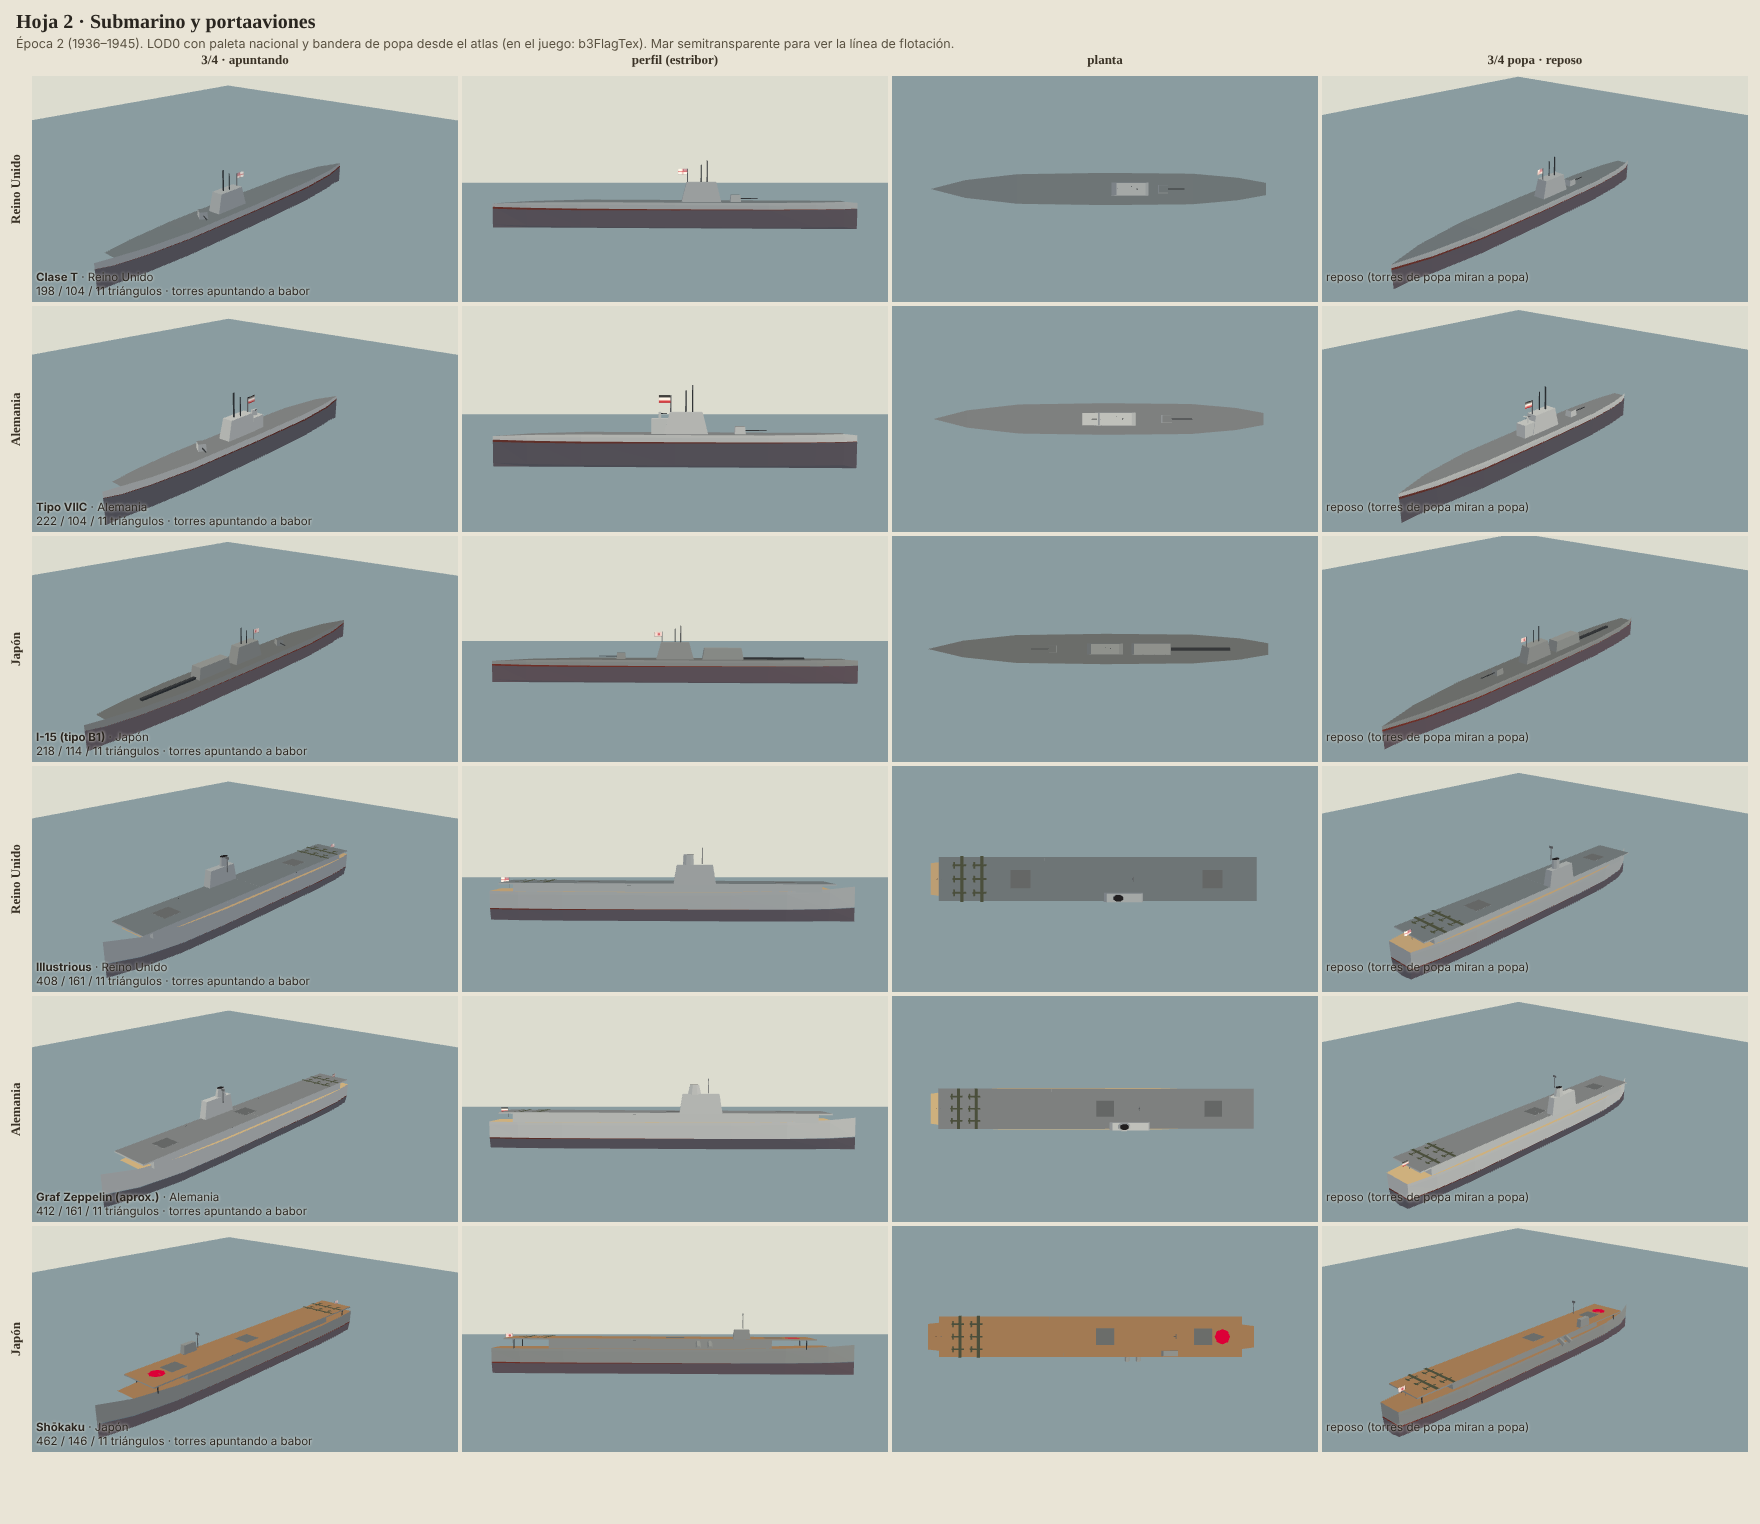 Hoja 2 · Submarino y portaaviones
Época 2 (1936–1945). LOD0 con paleta nacional y bandera de popa desde el atlas (en el juego: b3FlagTex). Mar semitransparente para ver la línea de flotación.
3/4 · apuntando
perfil (estribor)
planta
3/4 popa · reposo
Reino Unido
Clase T · Reino Unido
198 / 104 / 11 triángulos · torres apuntando a babor
reposo (torres de popa miran a popa)
Alemania
Tipo VIIC · Alemania
222 / 104 / 11 triángulos · torres apuntando a babor
reposo (torres de popa miran a popa)
Japón
I-15 (tipo B1) · Japón
218 / 114 / 11 triángulos · torres apuntando a babor
reposo (torres de popa miran a popa)
Reino Unido
Illustrious · Reino Unido
408 / 161 / 11 triángulos · torres apuntando a babor
reposo (torres de popa miran a popa)
Alemania
Graf Zeppelin (aprox.) · Alemania
412 / 161 / 11 triángulos · torres apuntando a babor
reposo (torres de popa miran a popa)
Japón
Shōkaku · Japón
462 / 146 / 11 triángulos · torres apuntando a babor
reposo (torres de popa miran a popa)